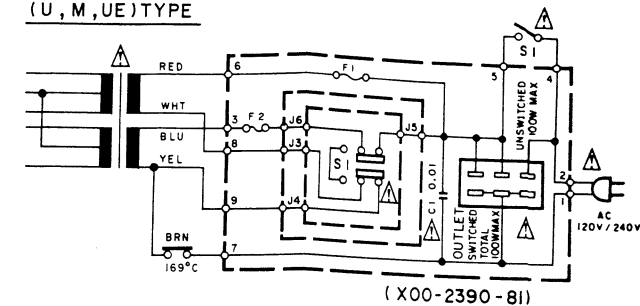 (U, M, UE) TYPE
RED
6
F1
S1
5
4
UNSWITCHED
100W MAX
WHT
3
F2
J6
J5
BLU
8
J3
S1
YEL
C1 0.01
2
1
AC
120V / 240V
9
J4
OUTLET
SWITCHED
TOTAL
100W MAX
BRN
169°C
7
(X00-2390-81)